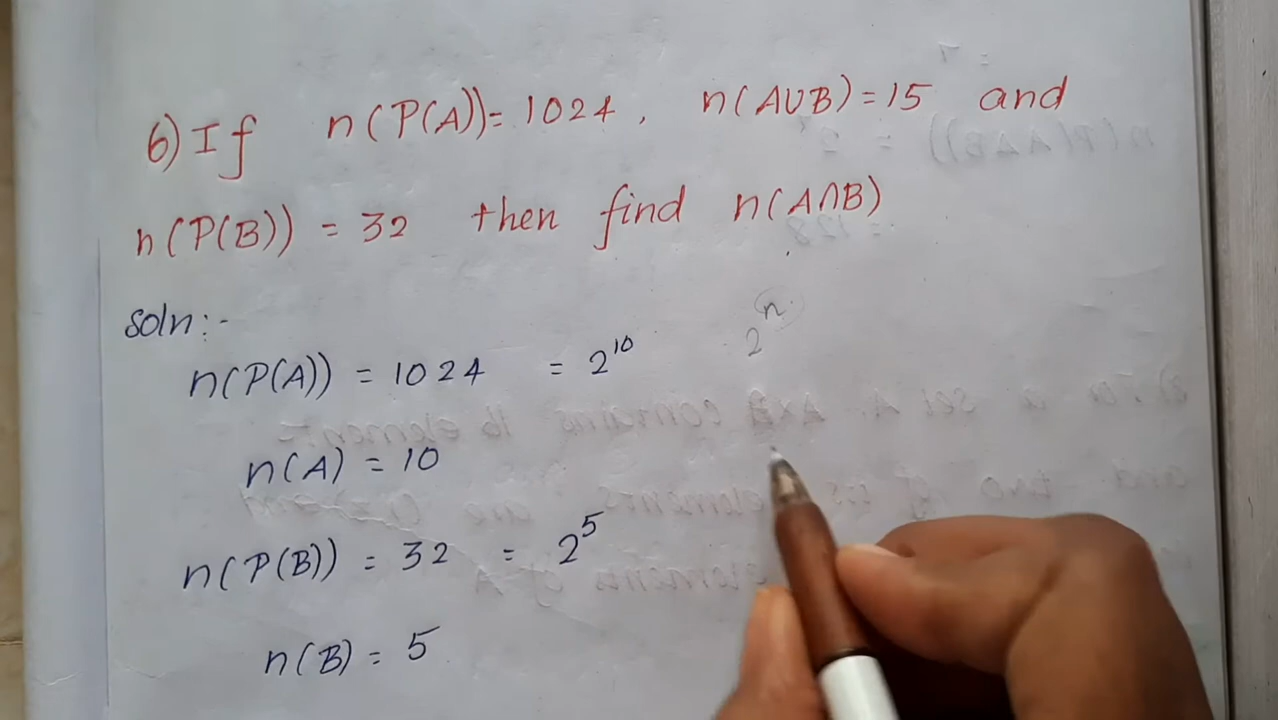 6) If n(P(A)) = 1024, n(A∪B) = 15 and
n(P(B)) = 32 then find n(A∩B)
Soln :-
2^n
n(P(A)) = 1024 = 2^10
n(A) = 10
n(P(B)) = 32 = 2^5
n(B) = 5